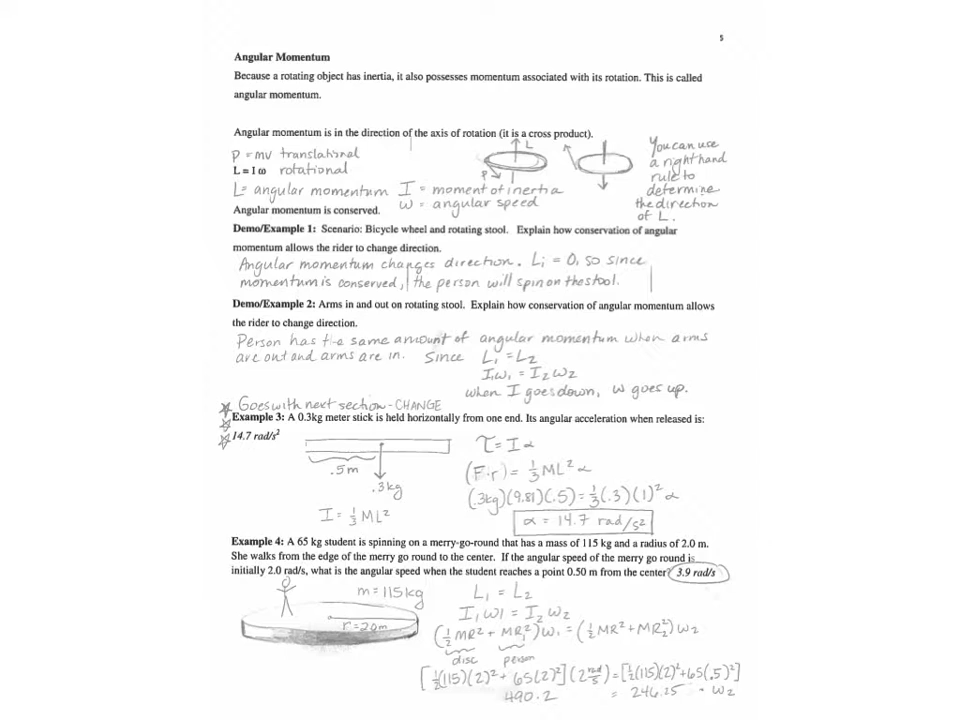 5
Angular Momentum
Because a rotating object has inertia, it also possesses momentum associated with its rotation. This is called
angular momentum.
Angular momentum is in the direction of the axis of rotation (it is a cross product).
P = mv translational
L = I ω rotational
L = angular momentum I = moment of inertia
ω = angular speed
L
P
You can use
a right hand
rule to
determine
the direction
of L.
Angular momentum is conserved.
Demo/Example 1: Scenario: Bicycle wheel and rotating stool. Explain how conservation of angular
momentum allows the rider to change direction.
Angular momentum changes direction. Li = 0, so since
momentum is conserved, the person will spin on the stool.
Demo/Example 2: Arms in and out on rotating stool. Explain how conservation of angular momentum allows
the rider to change direction.
Person has the same amount of angular momentum when arms
are out and arms are in. Since L₁ = L₂
I₁ω₁ = I₂ω₂
when I goes down, ω goes up.
Goes with next section - CHANGE
Example 3: A 0.3kg meter stick is held horizontally from one end. Its angular acceleration when released is:
14.7 rad/s²
.5m
.3kg
I = ⅓ ML²
τ = Iα
(F·r) = ⅓ ML² α
(.3kg)(9.81)(.5) = ⅓(.3)(1)² α
α = 14.7 rad/s²
Example 4: A 65 kg student is spinning on a merry-go-round that has a mass of 115 kg and a radius of 2.0 m.
She walks from the edge of the merry go round to the center. If the angular speed of the merry go round is
initially 2.0 rad/s, what is the angular speed when the student reaches a point 0.50 m from the center? 3.9 rad/s
m = 115kg
r = 2.0m
L₁ = L₂
I₁ω₁ = I₂ω₂
(½MR² + MR₁²)ω₁ = (½MR² + MR₂²)ω₂
disc person
[½(115)(2)² + 65(2)²](2 rad/s) = [½(115)(2)² + 65(.5)²]
490·2 = 246.25 · ω₂